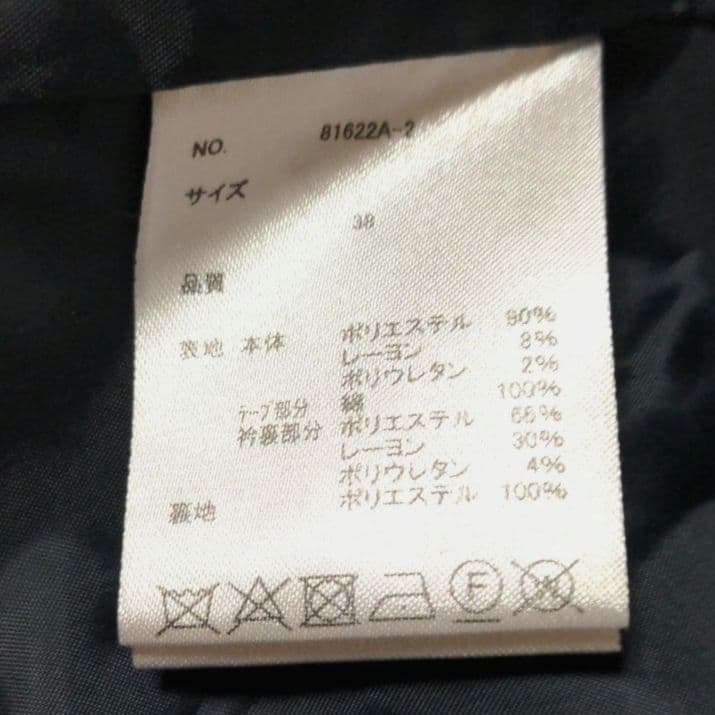 NO. 81622A-2
サイズ
38
品質
表地 本体 ポリエステル 90%
レーヨン 8%
ポリウレタン 2%
テープ部分 綿 100%
衿裏部分 ポリエステル 66%
レーヨン 30%
ポリウレタン 4%
裏地 ポリエステル 100%
F
W